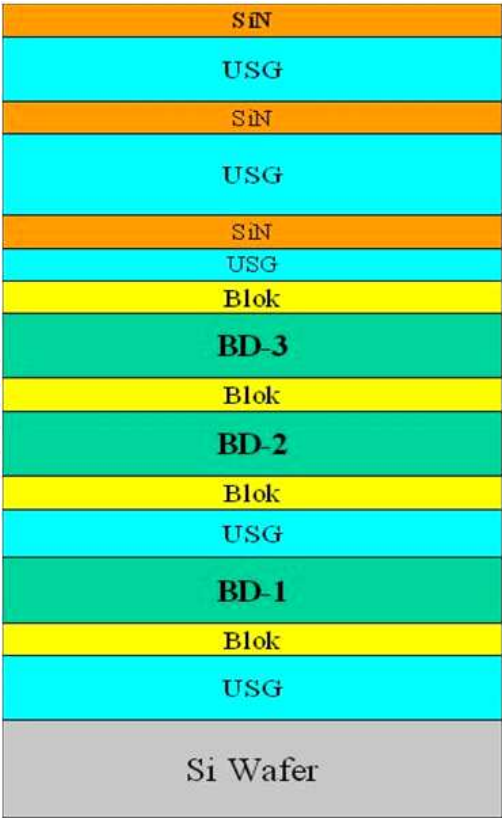 SiN
USG
SiN
USG
SiN
USG
Blok
BD-3
Blok
BD-2
Blok
USG
BD-1
Blok
USG
Si Wafer